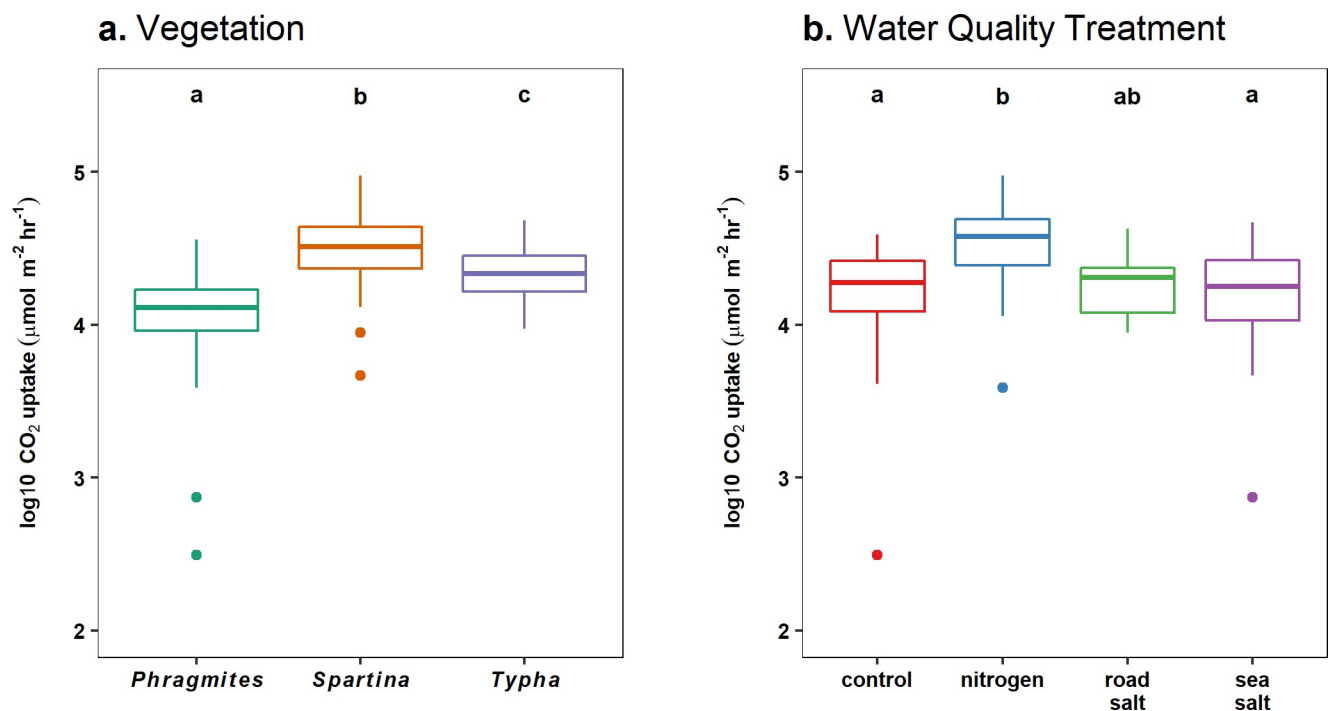 a. Vegetation
a b c
5
4
3
2
log10 CO₂ uptake (μmol m⁻² hr⁻¹)
Phragmites Spartina Typha
b. Water Quality Treatment
a b ab a
5
4
3
2
log10 CO₂ uptake (μmol m⁻² hr⁻¹)
control nitrogen road sea
salt salt